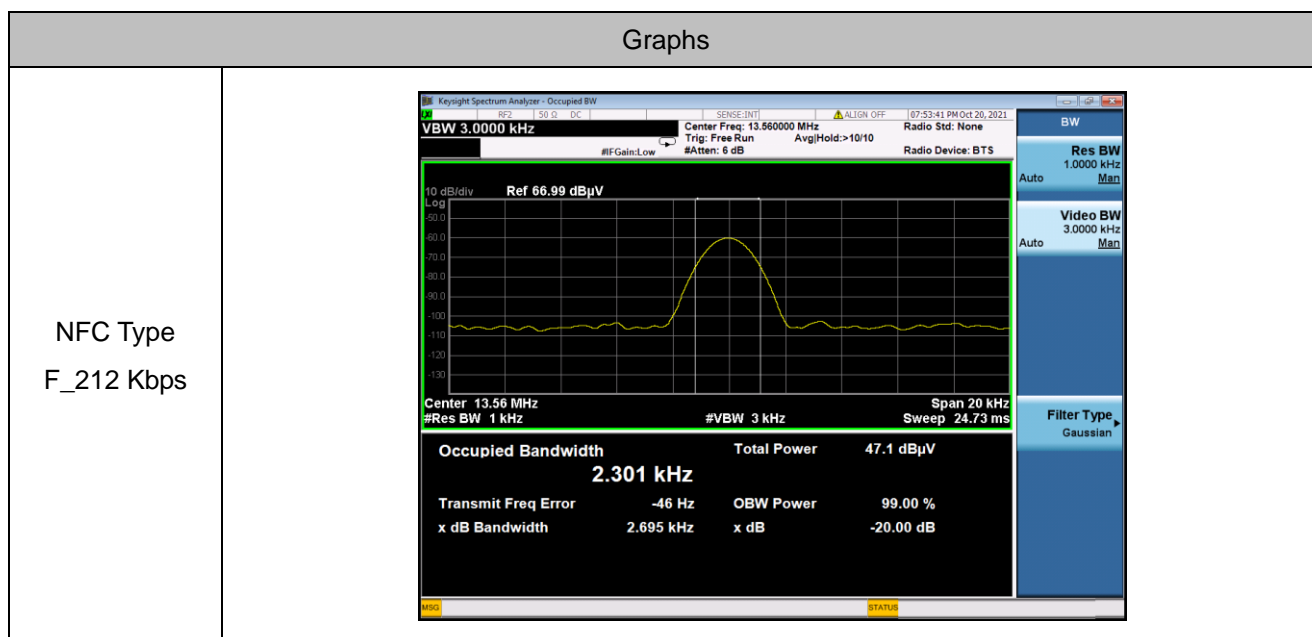 Graphs
NFC Type
F_212 Kbps
Keysight Spectrum Analyzer - Occupied BW
RF2 50 Ω DC SENSE:INT ALIGN OFF 07:53:41 PM Oct 20, 2021
VBW 3.0000 kHz
Center Freq: 13.560000 MHz Radio Std: None
Trig: Free Run Avg|Hold:>10/10
#IFGain:Low #Atten: 6 dB Radio Device: BTS
10 dB/div Ref 66.99 dBµV
Log
-50.0
-60.0
-70.0
-80.0
-90.0
-100
-110
-120
-130
Center 13.56 MHz Span 20 kHz
#Res BW 1 kHz #VBW 3 kHz Sweep 24.73 ms
Occupied Bandwidth Total Power 47.1 dBµV
2.301 kHz
Transmit Freq Error -46 Hz OBW Power 99.00 %
x dB Bandwidth 2.695 kHz x dB -20.00 dB
MSG STATUS
BW
Res BW
1.0000 kHz
Auto Man
Video BW
3.0000 kHz
Auto Man
Filter Type
Gaussian